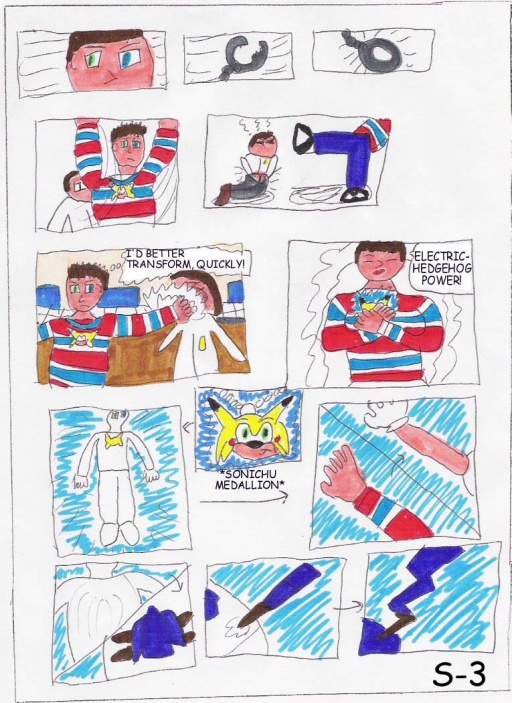 I'D BETTER
TRANSFORM, QUICKLY!
ELECTRIC-
HEDGEHOG
POWER!
*SONICHU
MEDALLION*
S-3